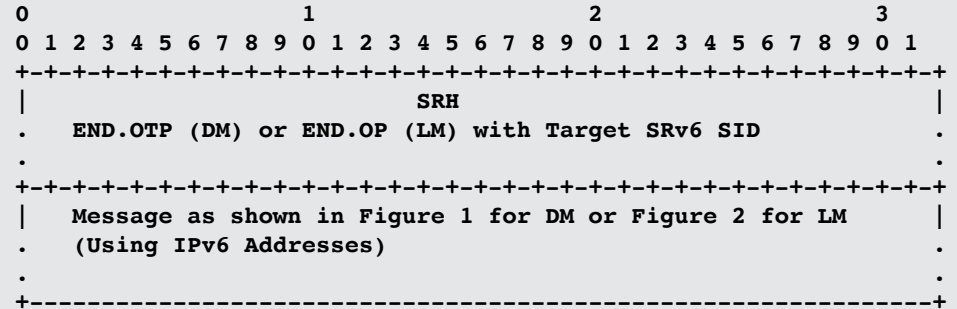 0                   1                   2                   3
0 1 2 3 4 5 6 7 8 9 0 1 2 3 4 5 6 7 8 9 0 1 2 3 4 5 6 7 8 9 0 1
+-+-+-+-+-+-+-+-+-+-+-+-+-+-+-+-+-+-+-+-+-+-+-+-+-+-+-+-+-+-+-+-+
|                           SRH                                 |
.   END.OTP (DM) or END.OP (LM) with Target SRv6 SID            .
.                                                               .
+-+-+-+-+-+-+-+-+-+-+-+-+-+-+-+-+-+-+-+-+-+-+-+-+-+-+-+-+-+-+-+-+
|   Message as shown in Figure 1 for DM or Figure 2 for LM      |
.   (Using IPv6 Addresses)                                      .
.                                                               .
+---------------------------------------------------------------+